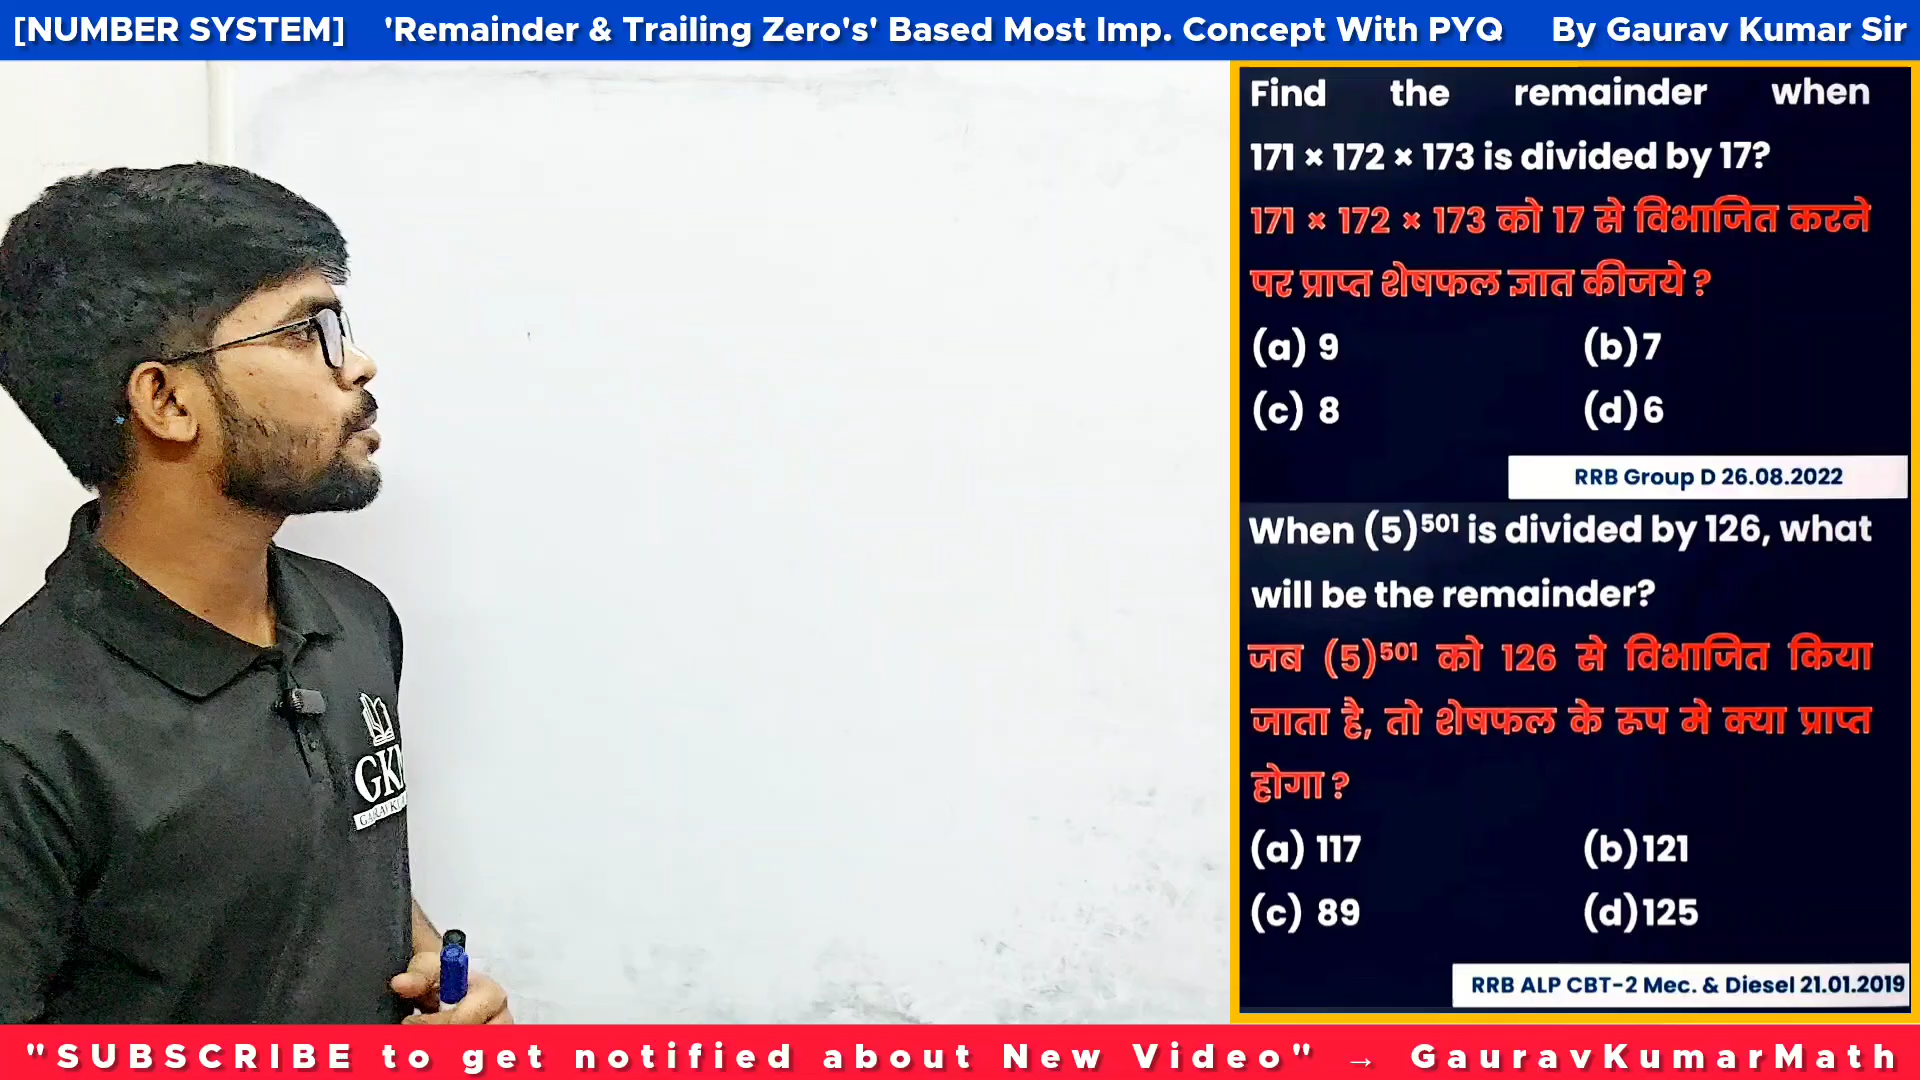 [NUMBER SYSTEM] 'Remainder & Trailing Zero's' Based Most Imp. Concept With PYQ By Gaurav Kumar Sir
Find the remainder when
171 × 172 × 173 is divided by 17?
171 × 172 × 173 को 17 से विभाजित करने
पर प्राप्त शेषफल ज्ञात कीजये ?
(a) 9 (b) 7
(c) 8 (d) 6
RRB Group D 26.08.2022
When (5)⁵⁰¹ is divided by 126, what
will be the remainder?
जब (5)⁵⁰¹ को 126 से विभाजित किया
जाता है, तो शेषफल के रूप मे क्या प्राप्त
होगा ?
(a) 117 (b) 121
(c) 89 (d) 125
RRB ALP CBT-2 Mec. & Diesel 21.01.2019
"SUBSCRIBE to get notified about New Video" → GauravKumarMath